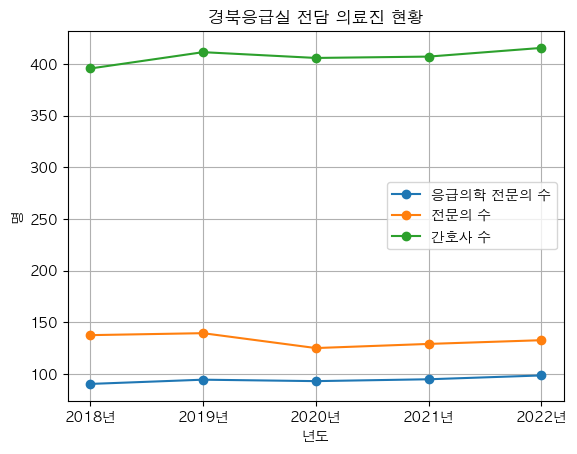 경북응급실 전담 의료진 현황
400
350
300
250
200
150
100
명
응급의학 전문의 수
전문의 수
간호사 수
2018년 2019년 2020년 2021년 2022년
년도